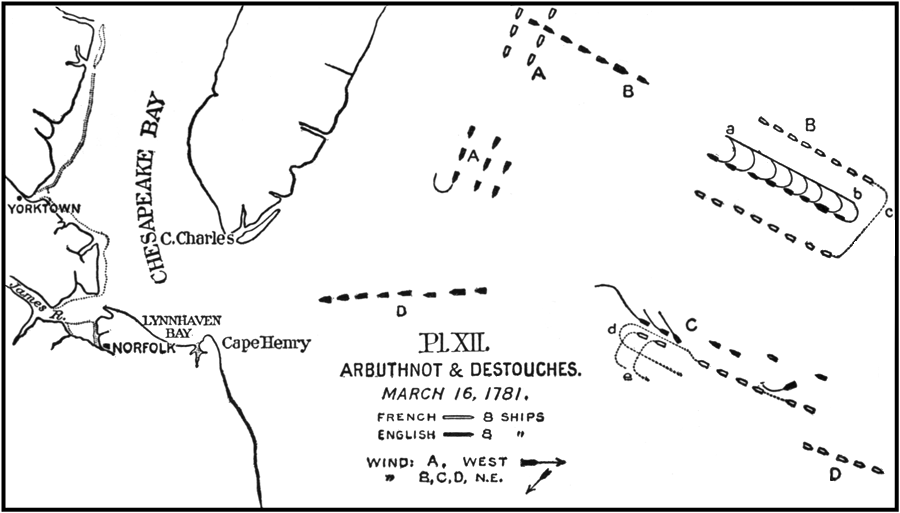 A
B
B
a
A
b
c
YORKTOWN
CHESAPEAKE BAY
C. Charles
James R.
D
LYNNHAVEN
BAY
NORFOLK
Cape Henry
C
d
e
D
Pl. XII.
ARBUTHNOT & DESTOUCHES.
MARCH 16, 1781.
FRENCH 8 SHIPS
ENGLISH 8 "
WIND: A, WEST
" B, C, D, N.E.